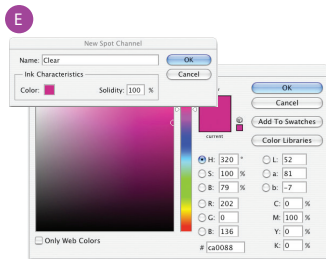 E
New Spot Channel
Name: Clear
OK
Cancel
Ink Characteristics
Color:
Solidity: 100 %
OK
Cancel
Add To Swatches
Color Libraries
current
H: 320 °
S: 100 %
B: 79 %
R: 202
G: 0
B: 136
# ca0088
L: 52
a: 81
b: -7
C: 0 %
M: 100 %
Y: 0 %
K: 0 %
Only Web Colors